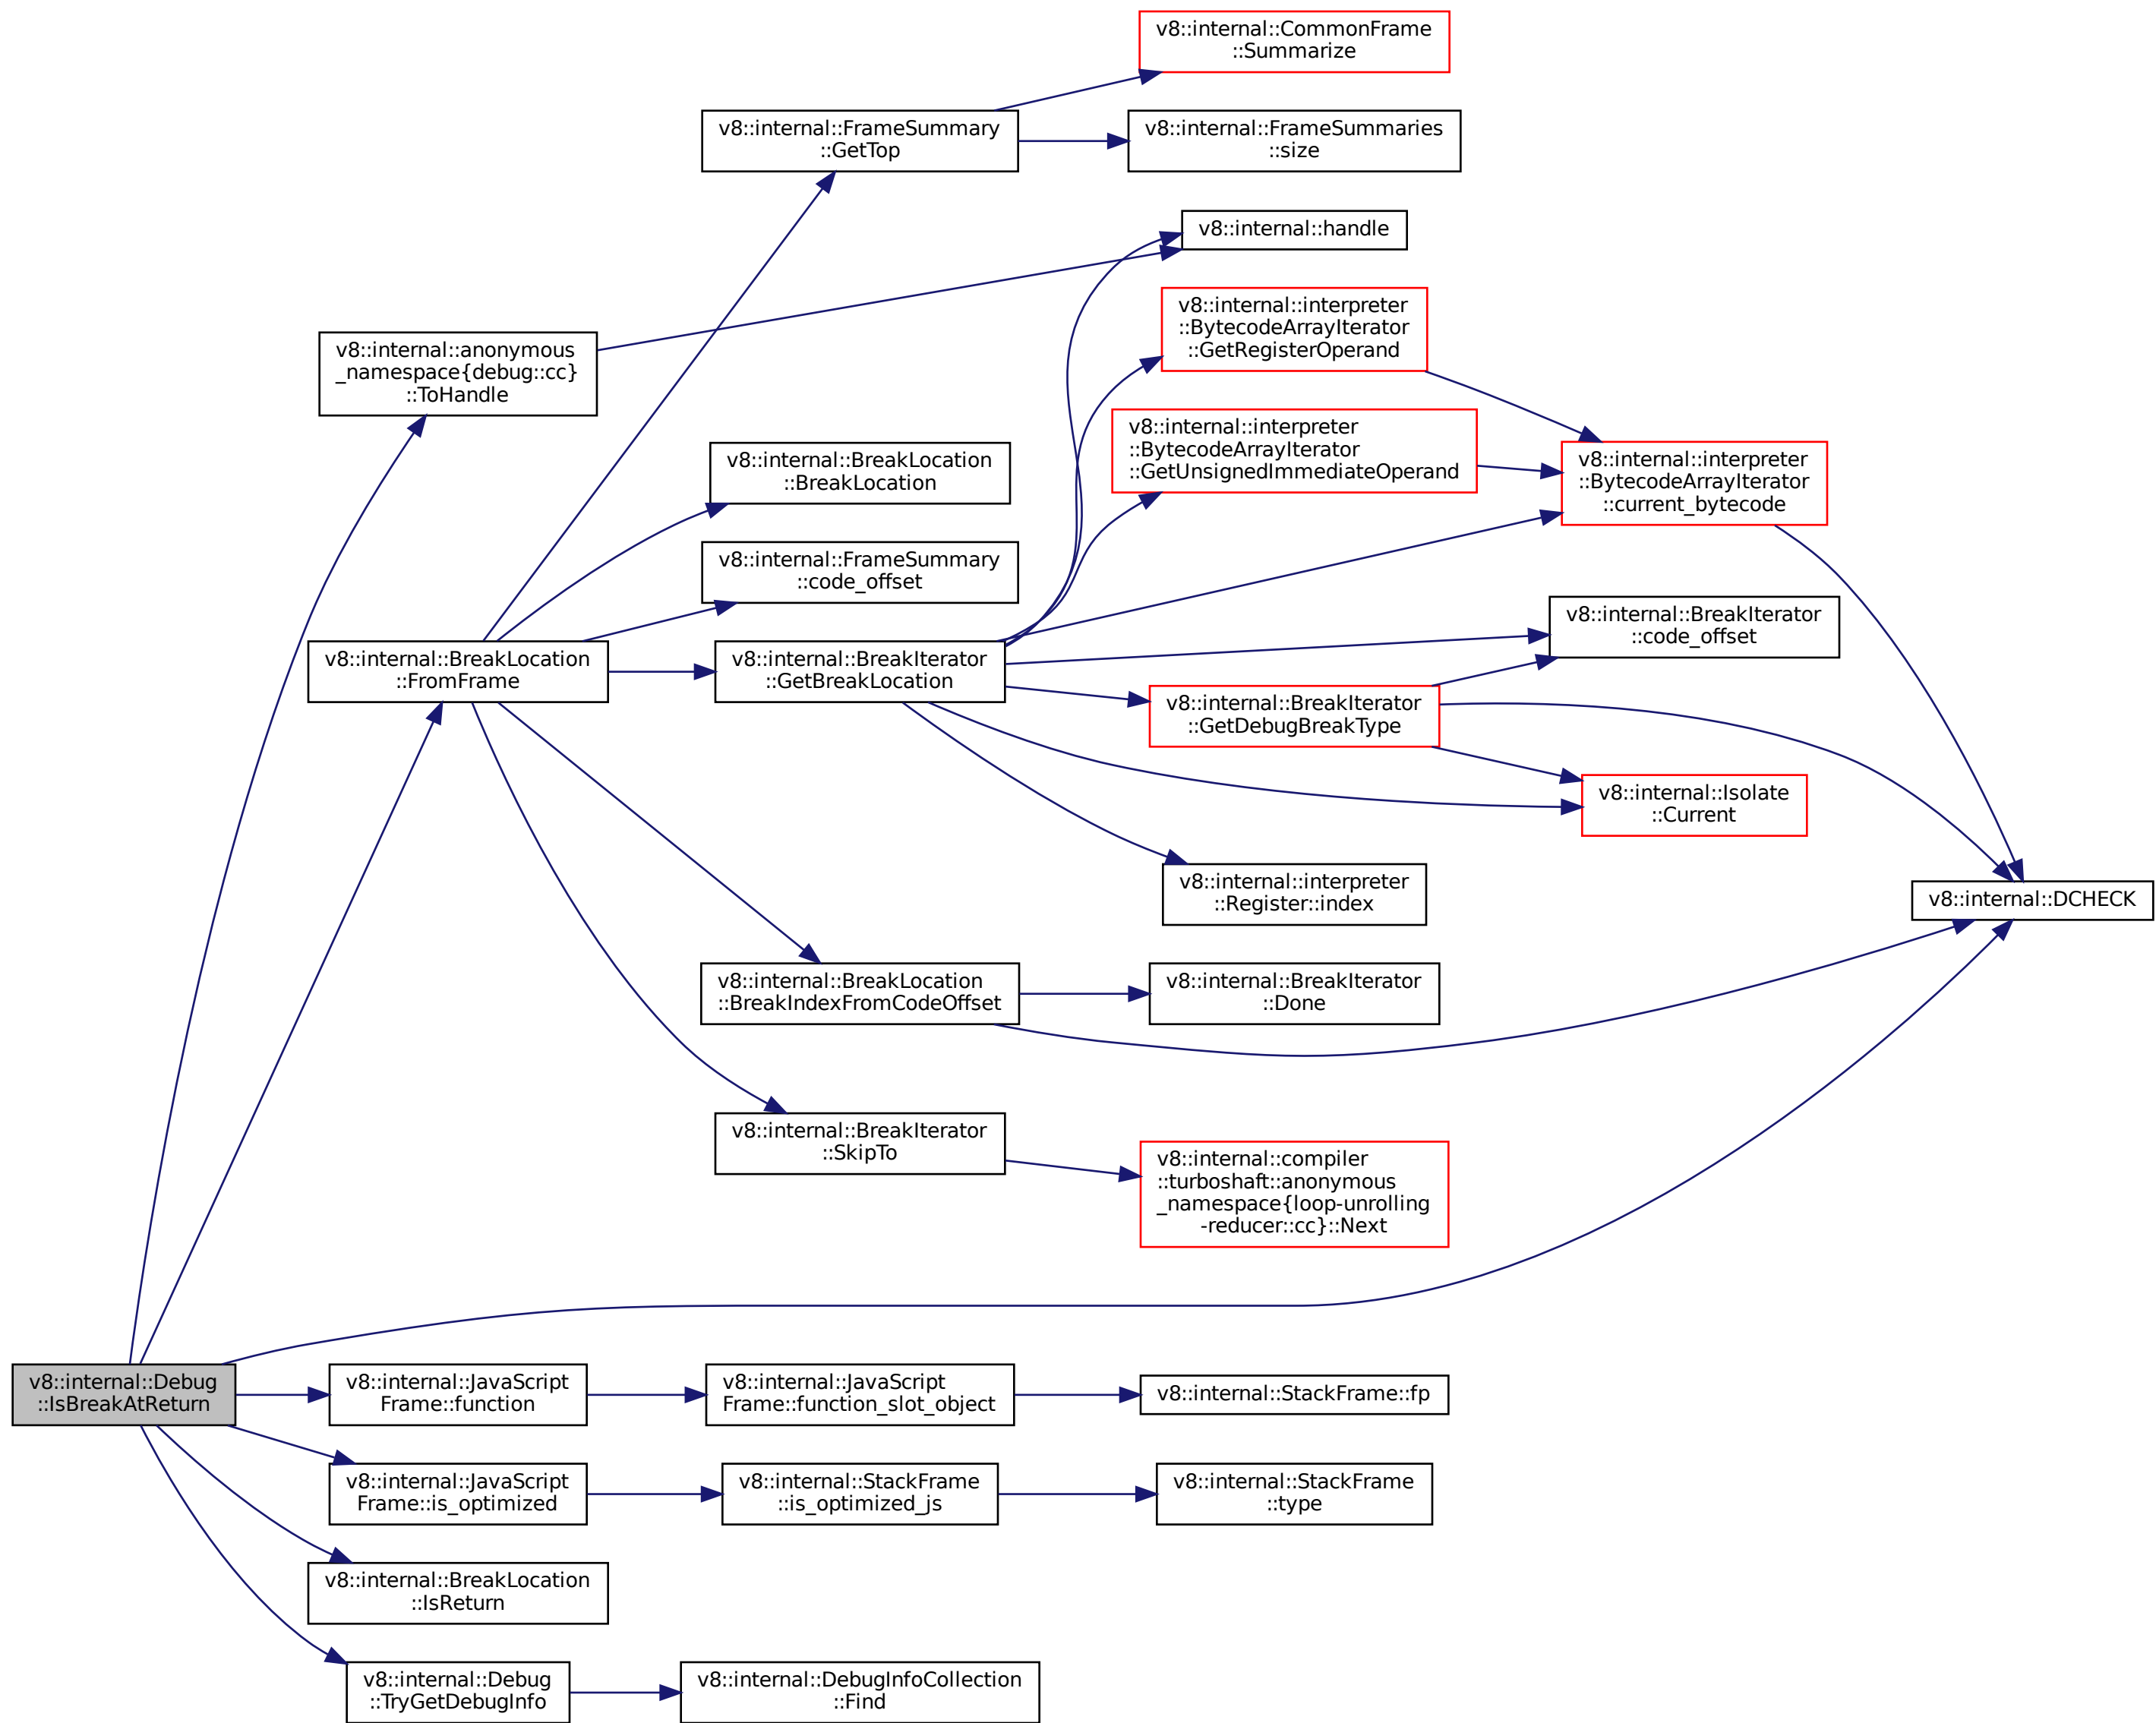 v8::internal::CommonFrame
::Summarize
v8::internal::FrameSummary
::GetTop
v8::internal::FrameSummaries
::size
v8::internal::handle
v8::internal::interpreter
::BytecodeArrayIterator
::GetRegisterOperand
v8::internal::anonymous
_namespace{debug::cc}
::ToHandle
v8::internal::interpreter
::BytecodeArrayIterator
::GetUnsignedImmediateOperand
v8::internal::BreakLocation
::BreakLocation
v8::internal::interpreter
::BytecodeArrayIterator
::current_bytecode
v8::internal::FrameSummary
::code_offset
v8::internal::BreakIterator
::code_offset
v8::internal::BreakLocation
::FromFrame
v8::internal::BreakIterator
::GetBreakLocation
v8::internal::BreakIterator
::GetDebugBreakType
v8::internal::Isolate
::Current
v8::internal::interpreter
::Register::index
v8::internal::DCHECK
v8::internal::BreakLocation
::BreakIndexFromCodeOffset
v8::internal::BreakIterator
::Done
v8::internal::BreakIterator
::SkipTo
v8::internal::compiler
::turboshaft::anonymous
_namespace{loop-unrolling
-reducer::cc}::Next
v8::internal::Debug
::IsBreakAtReturn
v8::internal::JavaScript
Frame::function
v8::internal::JavaScript
Frame::function_slot_object
v8::internal::StackFrame::fp
v8::internal::JavaScript
Frame::is_optimized
v8::internal::StackFrame
::is_optimized_js
v8::internal::StackFrame
::type
v8::internal::BreakLocation
::IsReturn
v8::internal::Debug
::TryGetDebugInfo
v8::internal::DebugInfoCollection
::Find